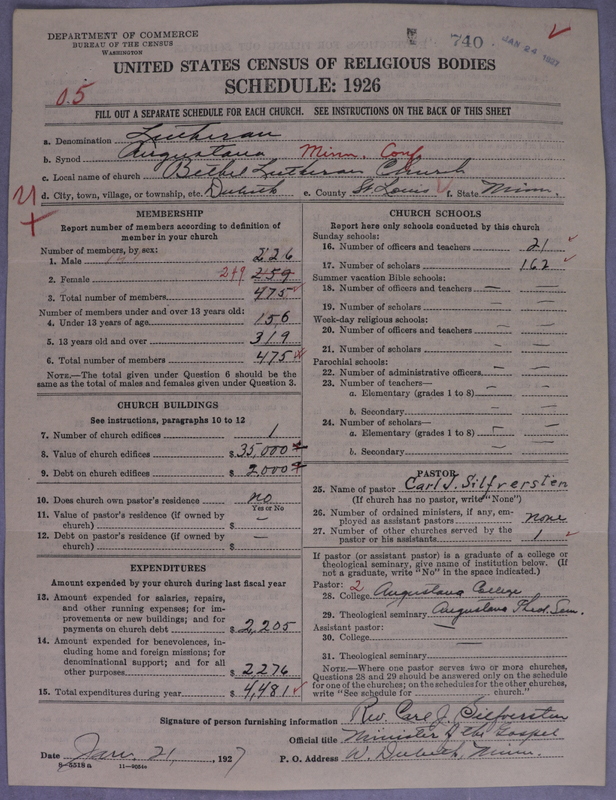 DEPARTMENT OF COMMERCE
BUREAU OF THE CENSUS
WASHINGTON
740
JAN 24 1927
UNITED STATES CENSUS OF RELIGIOUS BODIES
SCHEDULE: 1926
05
FILL OUT A SEPARATE SCHEDULE FOR EACH CHURCH. SEE INSTRUCTIONS ON THE BACK OF THIS SHEET
a. Denomination Lutheran
b. Synod Augustana Minn. Conf
c. Local name of church Bethel Lutheran Church
d. City, town, village, or township, etc. Duluth e. County St Louis f. State Minn.
MEMBERSHIP
Report number of members according to definition of
member in your church
Number of members, by sex:
1. Male 226
2. Female 249 259
3. Total number of members 475
Number of members under and over 13 years old:
4. Under 13 years of age 156
5. 13 years old and over 319
6. Total number of members 475
NOTE.—The total given under Question 6 should be the
same as the total of males and females given under Question 3.
CHURCH BUILDINGS
See instructions, paragraphs 10 to 12
7. Number of church edifices 1
8. Value of church edifices $ 35,000
9. Debt on church edifices $ 2000
10. Does church own pastor's residence no
Yes or No
11. Value of pastor's residence (if owned by
church) $ —
12. Debt on pastor's residence (if owned by
church) $ —
EXPENDITURES
Amount expended by your church during last fiscal year
13. Amount expended for salaries, repairs,
and other running expenses; for im-
provements or new buildings; and for
payments on church debt $ 2,205
14. Amount expended for benevolences, in-
cluding home and foreign missions; for
denominational support; and for all
other purposes $ 2276
15. Total expenditures during year $ 4,481
CHURCH SCHOOLS
Report here only schools conducted by this church
Sunday schools:
16. Number of officers and teachers 21
17. Number of scholars 162
Summer vacation Bible schools:
18. Number of officers and teachers —
19. Number of scholars —
Week-day religious schools:
20. Number of officers and teachers —
21. Number of scholars —
Parochial schools:
22. Number of administrative officers —
23. Number of teachers—
a. Elementary (grades 1 to 8) —
b. Secondary —
24. Number of scholars—
a. Elementary (grades 1 to 8) —
b. Secondary —
PASTOR
25. Name of pastor Carl J. Silfversten
(If church has no pastor, write "None")
26. Number of ordained ministers, if any, em-
ployed as assistant pastors none
27. Number of other churches served by the
pastor or his assistants 1
If pastor (or assistant pastor) is a graduate of a college or
theological seminary, give name of institution below. (If
not a graduate, write "No" in the space indicated.)
Pastor: 2
28. College Augustana College
29. Theological seminary Augustana Theol. Sem.
Assistant pastor:
30. College —
31. Theological seminary
NOTE.—Where one pastor serves two or more churches,
Questions 28 and 29 should be answered only on the schedule
for one of the churches; on the schedules for the other churches,
write "See schedule for church."
Signature of person furnishing information Rev. Carl J. Silfversten
Official title Minister of the Gospel
Date Jan. 21, 1927 P. O. Address W. Duluth, Minn.
8-5518a